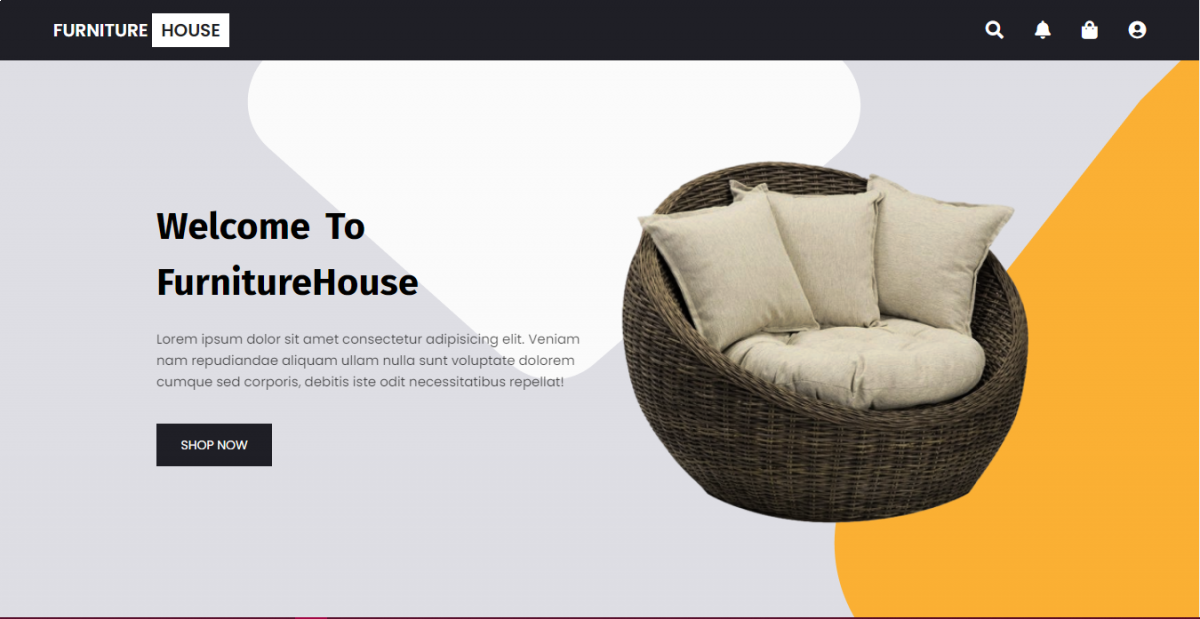 FURNITURE HOUSE
Welcome To
FurnitureHouse
Lorem ipsum dolor sit amet consectetur adipisicing elit. Veniam
nam repudiandae aliquam ullam nulla sunt voluptate dolorem
cumque sed corporis, debitis iste odit necessitatibus repellat!
SHOP NOW